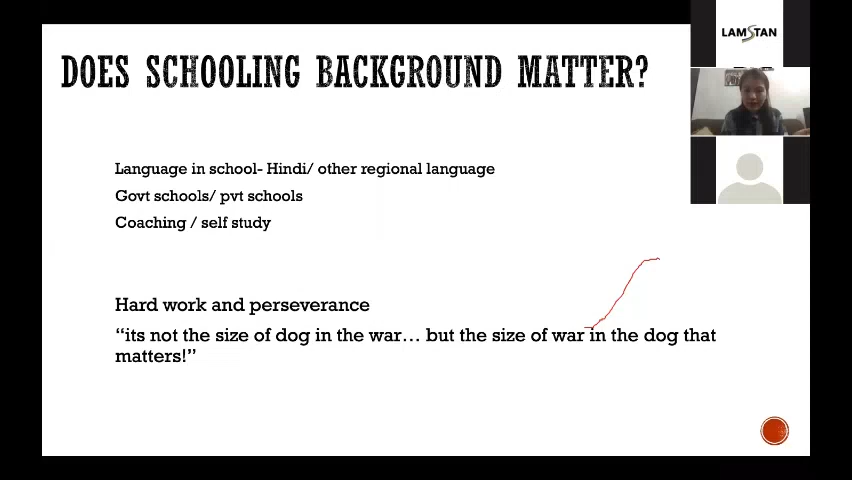 LAMSTAN
DOES SCHOOLING BACKGROUND MATTER?
Language in school- Hindi/ other regional language
Govt schools/ pvt schools
Coaching / self study
Hard work and perseverance
“its not the size of dog in the war... but the size of war in the dog that
matters!”